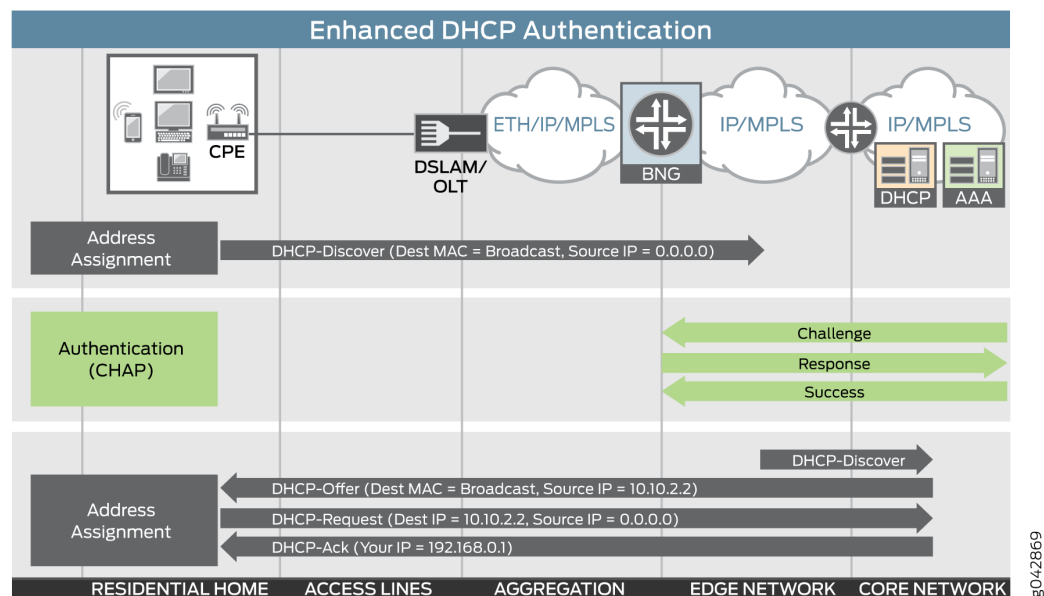 Enhanced DHCP Authentication
CPE
DSLAM/
OLT
ETH/IP/MPLS
BNG
IP/MPLS
IP/MPLS
DHCP
AAA
Address
Assignment
DHCP-Discover (Dest MAC = Broadcast, Source IP = 0.0.0.0)
Authentication
(CHAP)
Challenge
Response
Success
Address
Assignment
DHCP-Discover
DHCP-Offer (Dest MAC = Broadcast, Source IP = 10.10.2.2)
DHCP-Request (Dest IP = 10.10.2.2, Source IP = 0.0.0.0)
DHCP-Ack (Your IP = 192.168.0.1)
RESIDENTIAL HOME
ACCESS LINES
AGGREGATION
EDGE NETWORK
CORE NETWORK
g042869